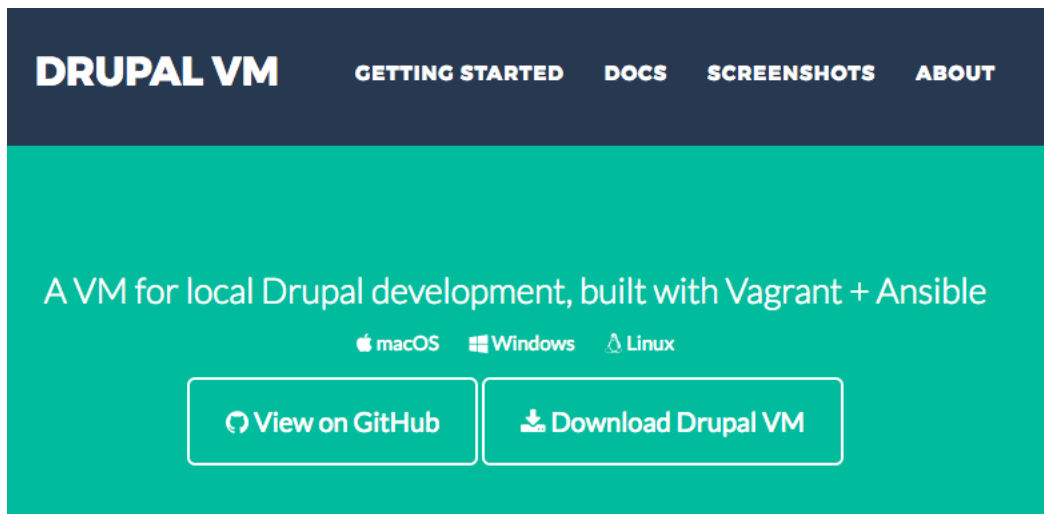 DRUPAL VM GETTING STARTED DOCS SCREENSHOTS ABOUT
A VM for local Drupal development, built with Vagrant + Ansible
macOS Windows Linux
View on GitHub Download Drupal VM